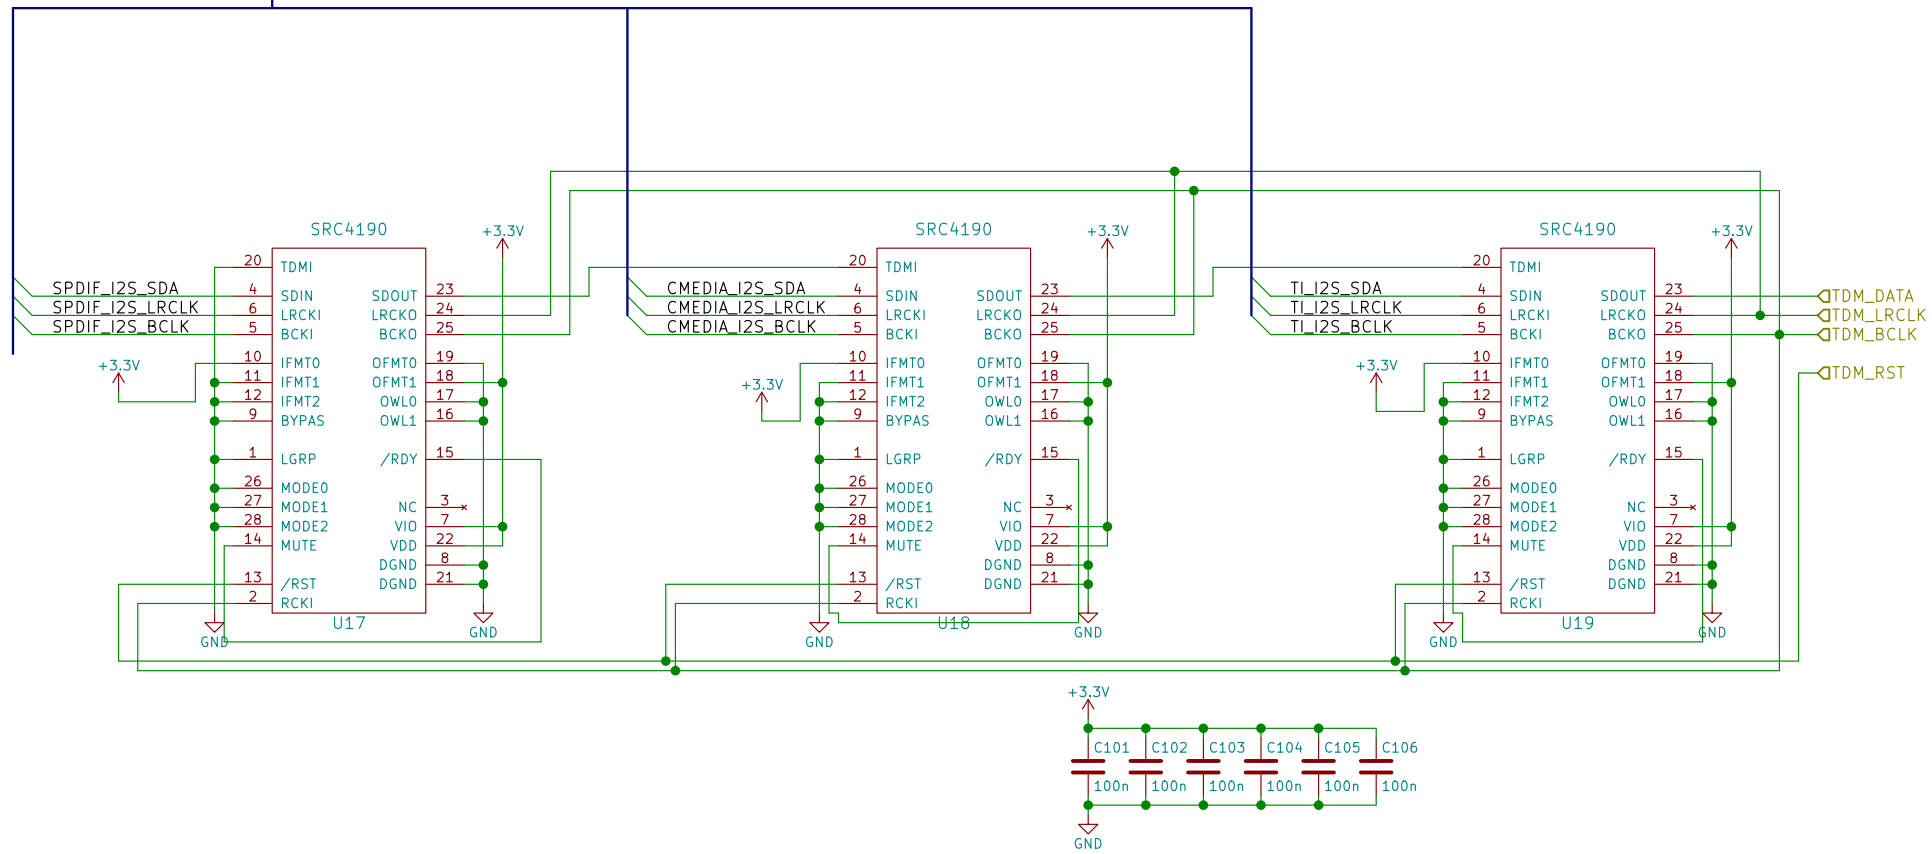 SRC4190 SRC4190 SRC4190
+3.3V +3.3V +3.3V
20 TDMI 20 TDMI 20 TDMI
SPDIF_I2S_SDA 4 SDIN SDOUT 23 CMEDIA_I2S_SDA 4 SDIN SDOUT 23 TI_I2S_SDA 4 SDIN SDOUT 23 TDM_DATA
SPDIF_I2S_LRCLK 6 LRCKI LRCKO 24 CMEDIA_I2S_LRCLK 6 LRCKI LRCKO 24 TI_I2S_LRCLK 6 LRCKI LRCKO 24 TDM_LRCLK
SPDIF_I2S_BCLK 5 BCKI BCKO 25 CMEDIA_I2S_BCLK 5 BCKI BCKO 25 TI_I2S_BCLK 5 BCKI BCKO 25 TDM_BCLK
+3.3V 10 IFMT0 OFMT0 19 10 IFMT0 OFMT0 19 +3.3V 10 IFMT0 OFMT0 19 TDM_RST
11 IFMT1 OFMT1 18 +3.3V 11 IFMT1 OFMT1 18 11 IFMT1 OFMT1 18
12 IFMT2 OWL0 17 12 IFMT2 OWL0 17 12 IFMT2 OWL0 17
9 BYPAS OWL1 16 9 BYPAS OWL1 16 9 BYPAS OWL1 16
1 LGRP /RDY 15 1 LGRP /RDY 15 1 LGRP /RDY 15
26 MODE0 26 MODE0 26 MODE0
27 MODE1 NC 3 27 MODE1 NC 3 27 MODE1 NC 3
28 MODE2 VIO 7 28 MODE2 VIO 7 28 MODE2 VIO 7
14 MUTE VDD 22 14 MUTE VDD 22 14 MUTE VDD 22
DGND 8 DGND 8 DGND 8
13 /RST DGND 21 13 /RST DGND 21 13 /RST DGND 21
2 RCKI 2 RCKI 2 RCKI
U17 U18 U19
GND GND GND GND GND GND
+3.3V
C101 C102 C103 C104 C105 C106
100n 100n 100n 100n 100n 100n
GND